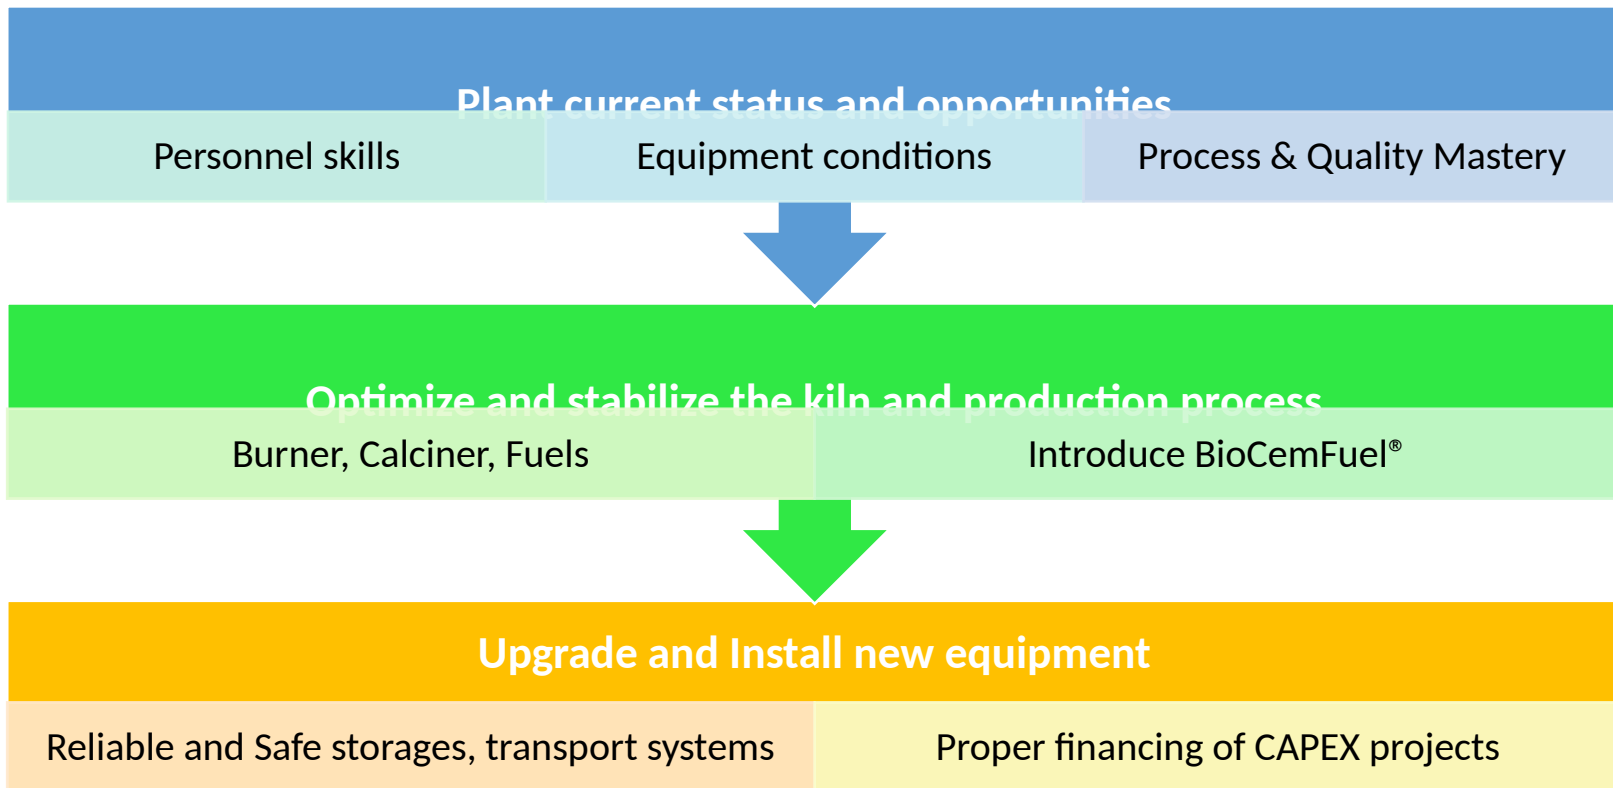 Plant current status and opportunities
Personnel skills
Equipment conditions
Process & Quality Mastery
Optimize and stabilize the kiln and production process
Burner, Calciner, Fuels
Introduce BioCemFuel®
Upgrade and Install new equipment
Reliable and Safe storages, transport systems
Proper financing of CAPEX projects